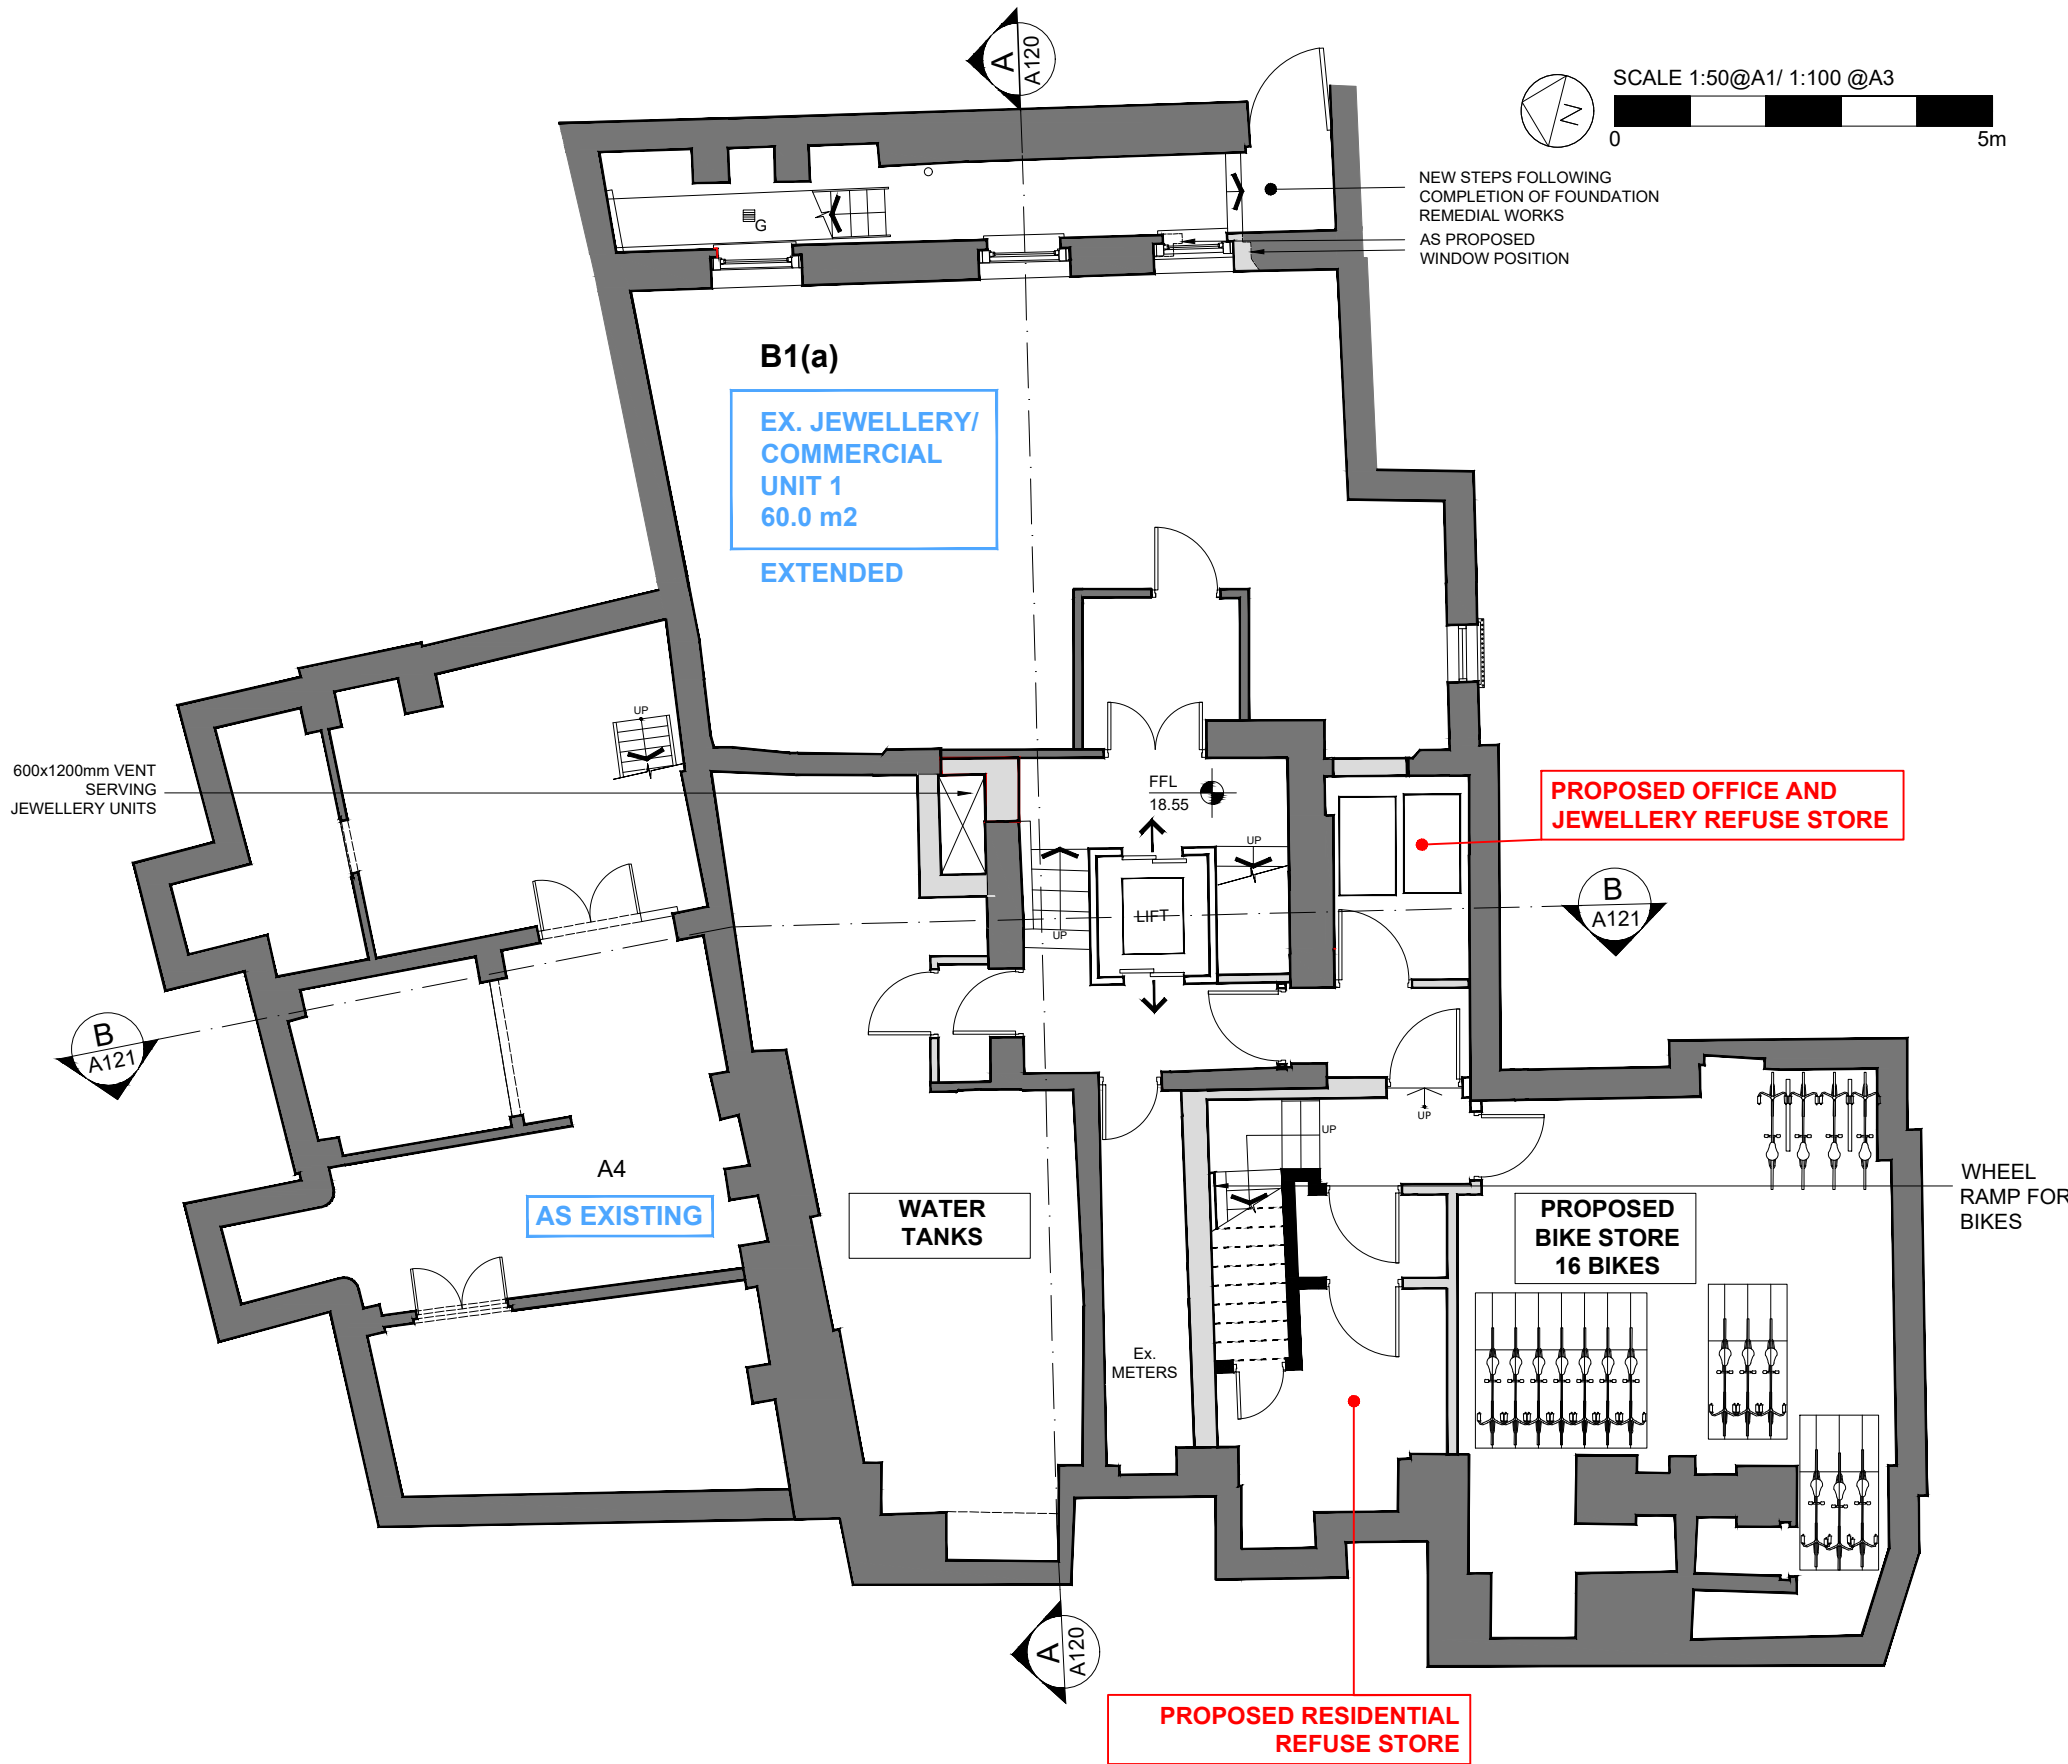 A
A120
SCALE 1:50@A1/ 1:100 @A3
N
0
5m
NEW STEPS FOLLOWING
COMPLETION OF FOUNDATION
REMEDIAL WORKS
AS PROPOSED
WINDOW POSITION
G
B1(a)
EX. JEWELLERY/
COMMERCIAL
UNIT 1
60.0 m2
EXTENDED
UP
600x1200mm VENT
SERVING
JEWELLERY UNITS
FFL
18.55
PROPOSED OFFICE AND
JEWELLERY REFUSE STORE
UP
LIFT
UP
B
A121
B
A121
UP
UP
A4
AS EXISTING
WATER
TANKS
PROPOSED
BIKE STORE
16 BIKES
WHEEL
RAMP FOR
BIKES
Ex.
METERS
A
A120
PROPOSED RESIDENTIAL
REFUSE STORE